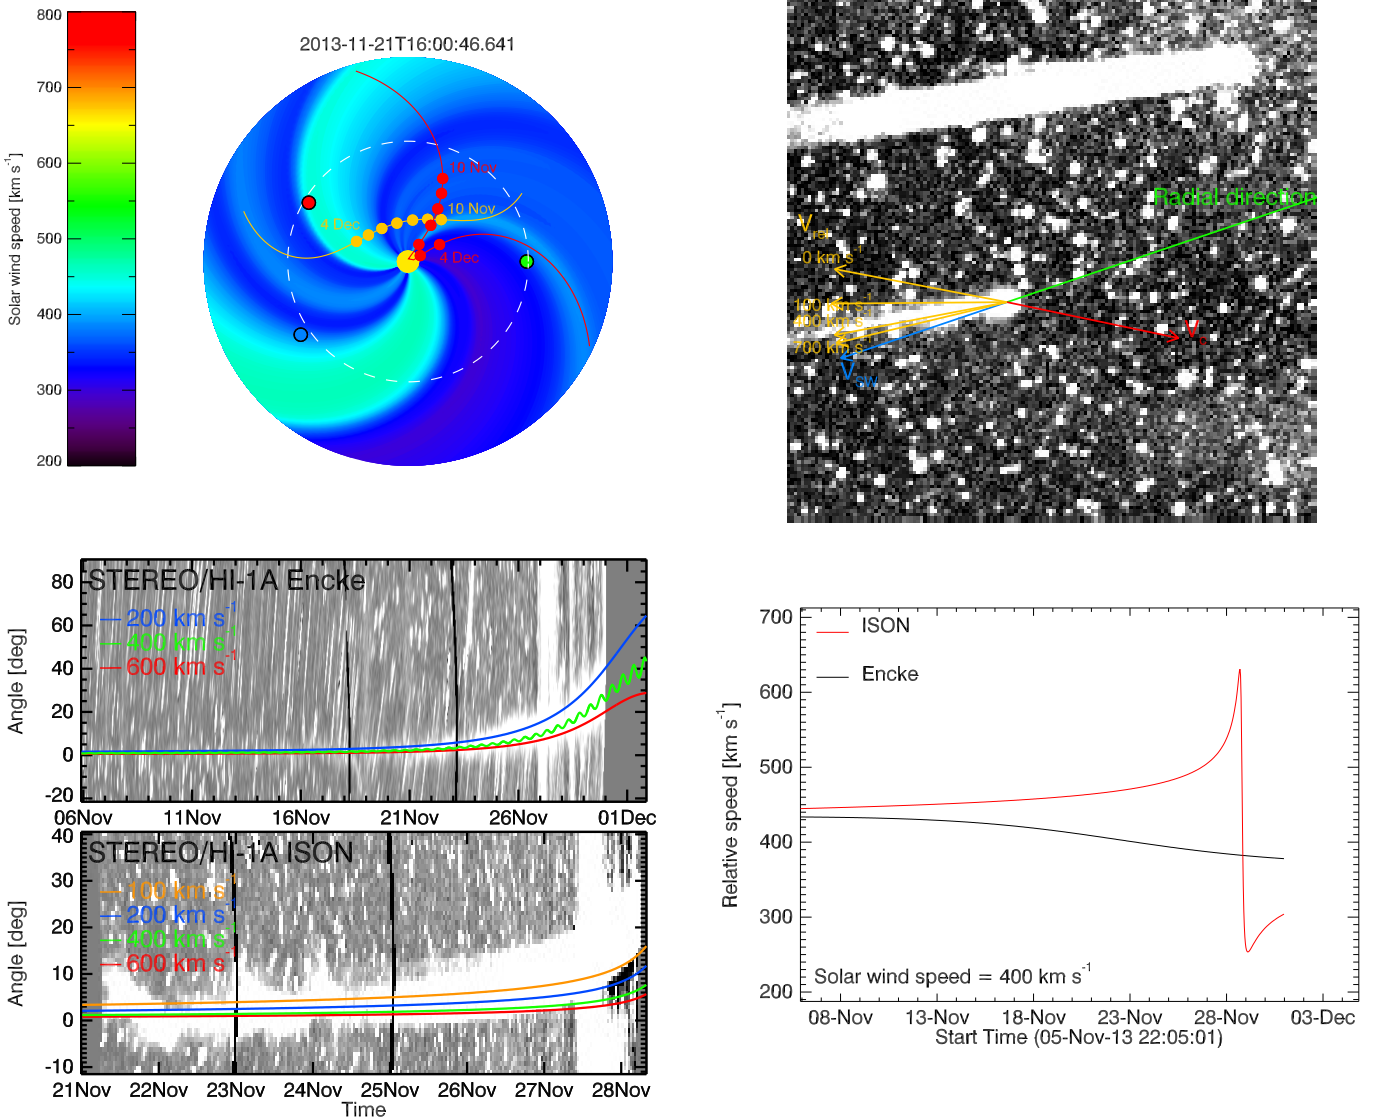 2013-11-21T16:00:46.641
800
700
600
500
400
300
200
Solar wind speed [km s-1]
10 Nov
10 Nov
4 Dec
4 Dec
Radial direction
Vrel
0 km s-1
100 km s-1
400 km s-1
700 km s-1
VSW
Vc
STEREO/HI-1A Encke
200 km s-1
400 km s-1
600 km s-1
80
60
40
20
0
-20
Angle [deg]
06Nov 11Nov 16Nov 21Nov 26Nov 01Dec
STEREO/HI-1A ISON
100 km s-1
200 km s-1
400 km s-1
600 km s-1
40
30
20
10
0
-10
Angle [deg]
21Nov 22Nov 23Nov 24Nov 25Nov 26Nov 27Nov 28Nov
Time
700
600
500
400
300
200
Relative speed [km s-1]
ISON
Encke
Solar wind speed = 400 km s-1
08-Nov 13-Nov 18-Nov 23-Nov 28-Nov 03-Dec
Start Time (05-Nov-13 22:05:01)